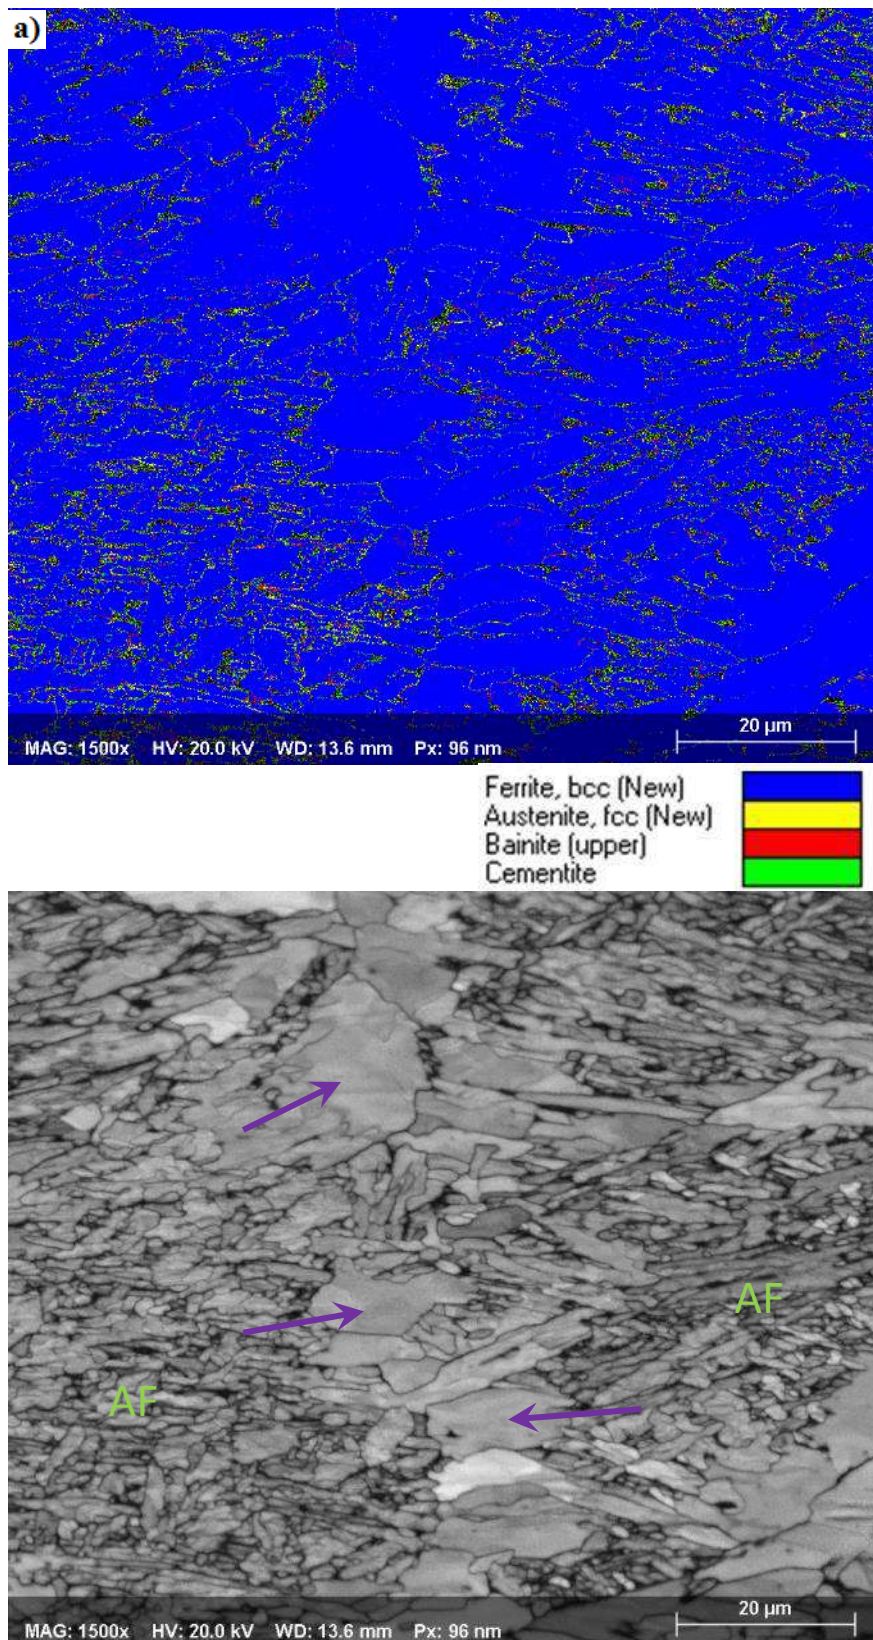 a)
20 µm
MAG: 1500x HV: 20.0 kV WD: 13.6 mm Px: 96 nm
Ferrite, bcc (New)
Austenite, fcc (New)
Bainite (upper)
Cementite
AF
AF
20 µm
MAG: 1500x HV: 20.0 kV WD: 13.6 mm Px: 96 nm